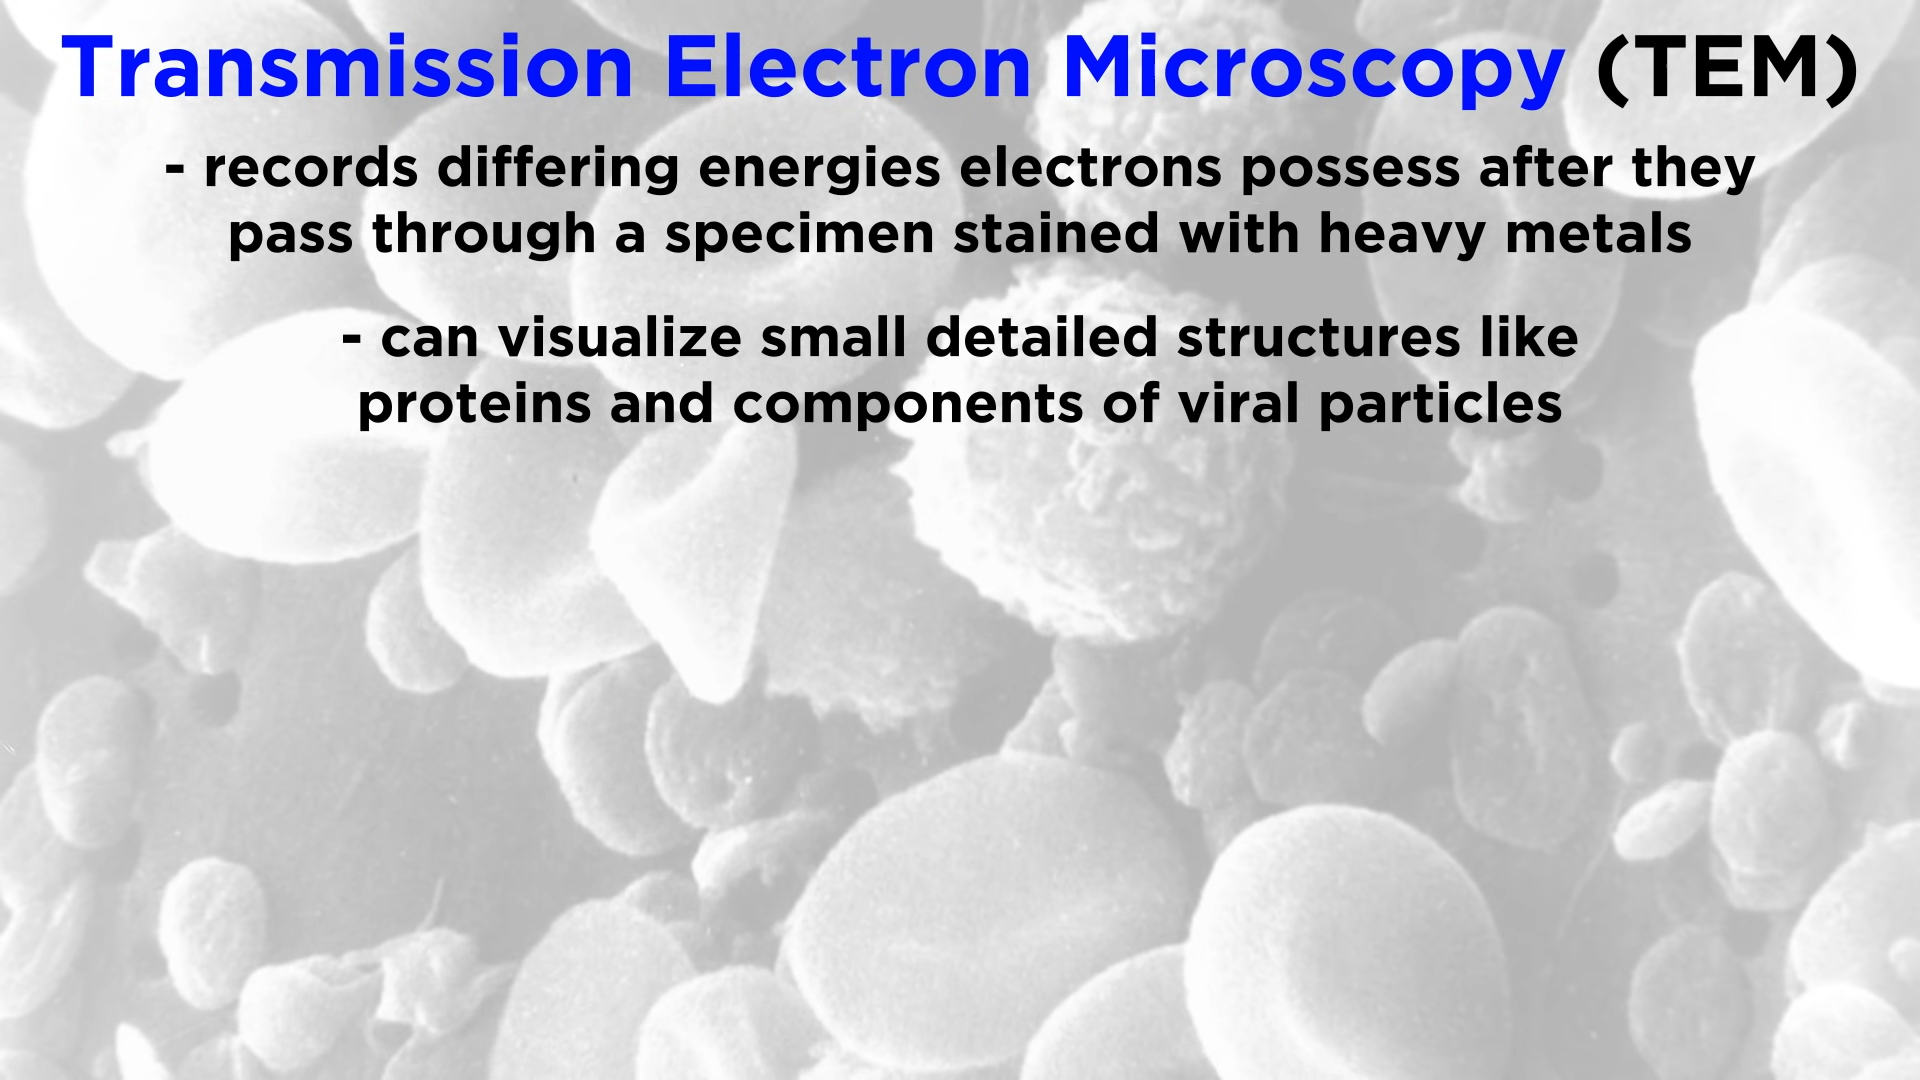 Transmission Electron Microscopy (TEM)
- records differing energies electrons possess after they
pass through a specimen stained with heavy metals
- can visualize small detailed structures like
proteins and components of viral particles